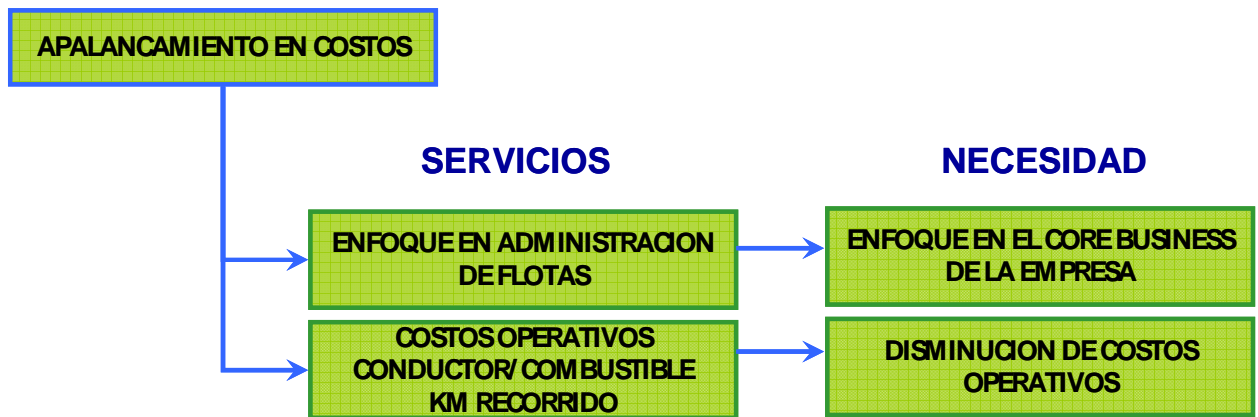 APALANCAMIENTO EN COSTOS
SERVICIOS
NECESIDAD
ENFOQUE EN ADMINISTRACION
DE FLOTAS
ENFOQUE EN EL CORE BUSINESS
DE LA EMPRESA
COSTOS OPERATIVOS
CONDUCTOR/ COMBUSTIBLE
KM RECORRIDO
DISMINUCION DE COSTOS
OPERATIVOS